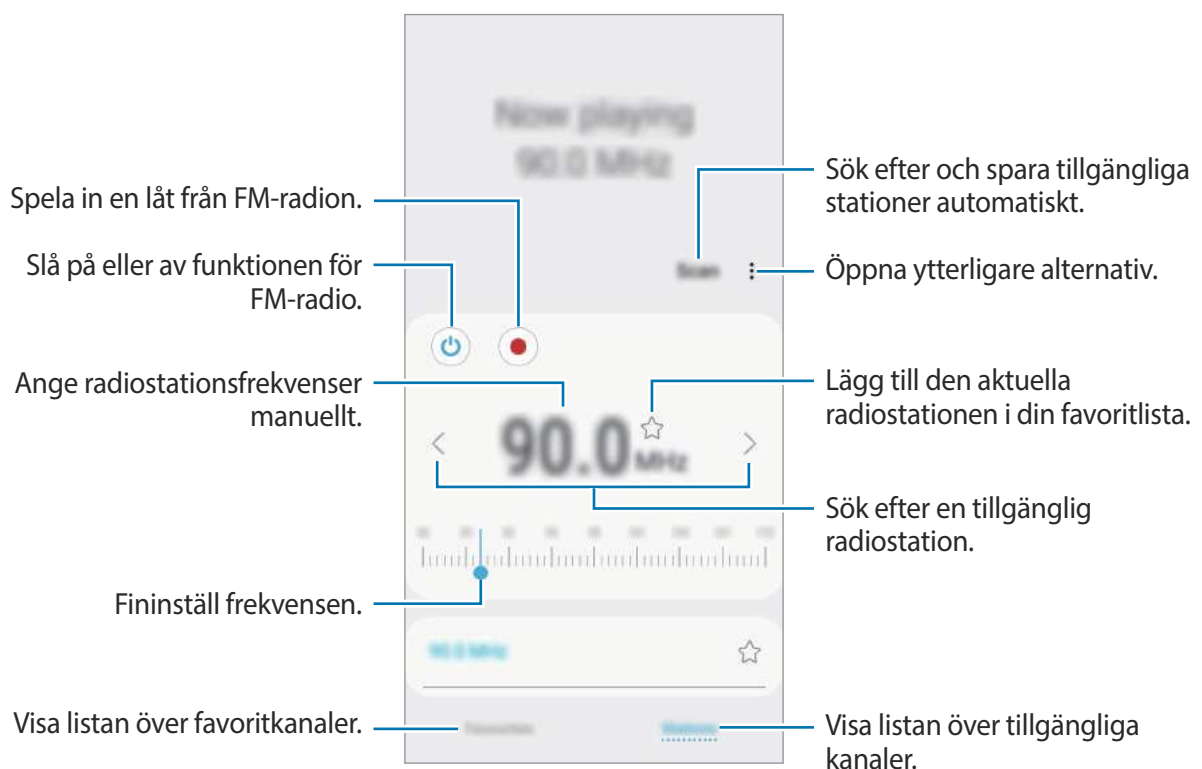 Now playing
90.0 MHz
Spela in en låt från FM-radion.
Slå på eller av funktionen för
FM-radio.
Ange radiostationsfrekvenser
manuellt.
Fininställ frekvensen.
Visa listan över favoritkanaler.
Scan
90.0
MHz
90.0 MHz
Favourites
Stations
Sök efter och spara tillgängliga
stationer automatiskt.
Öppna ytterligare alternativ.
Lägg till den aktuella
radiostationen i din favoritlista.
Sök efter en tillgänglig
radiostation.
Visa listan över tillgängliga
kanaler.